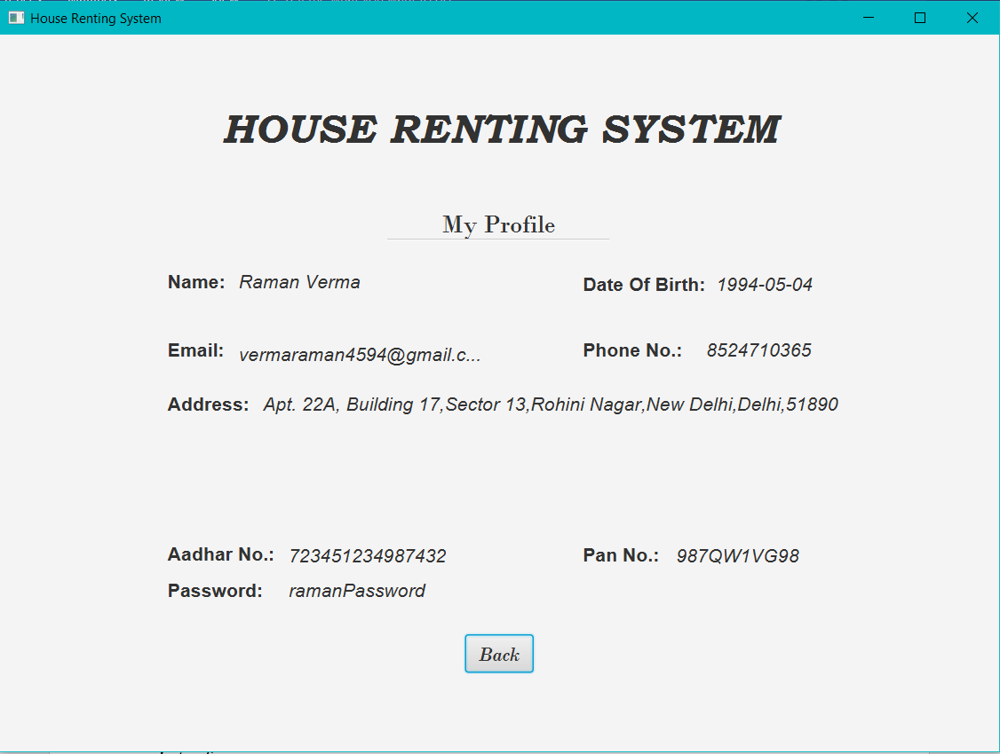 House Renting System
HOUSE RENTING SYSTEM
My Profile
Name: Raman Verma
Date Of Birth: 1994-05-04
Email: vermaraman4594@gmail.c...
Phone No.: 8524710365
Address: Apt. 22A, Building 17,Sector 13,Rohini Nagar,New Delhi,Delhi,51890
Aadhar No.: 723451234987432
Pan No.: 987QW1VG98
Password: ramanPassword
Back